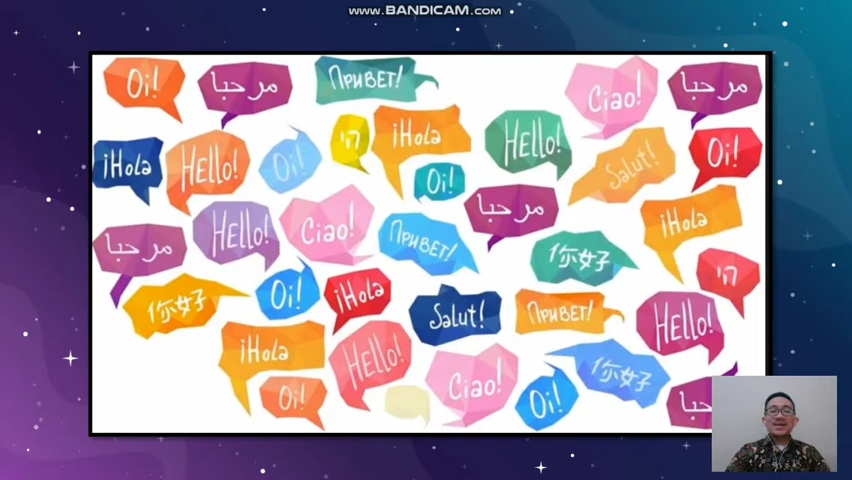 WWW.BANDICAM.COM
Oi!
مرحبا
Привет!
Ciao!
مرحبا
¡Hola
Hello!
Oi!
הי
¡Hola
Oi!
Hello!
Salut!
Oi!
مرحبا
Hello!
Ciao!
Привет!
مرحبا
你好
¡Hola
הי
你好
Oi!
¡Hola
Salut!
Привет!
Hello!
¡Hola
Oi!
Hello!
Ciao!
Oi!
你好